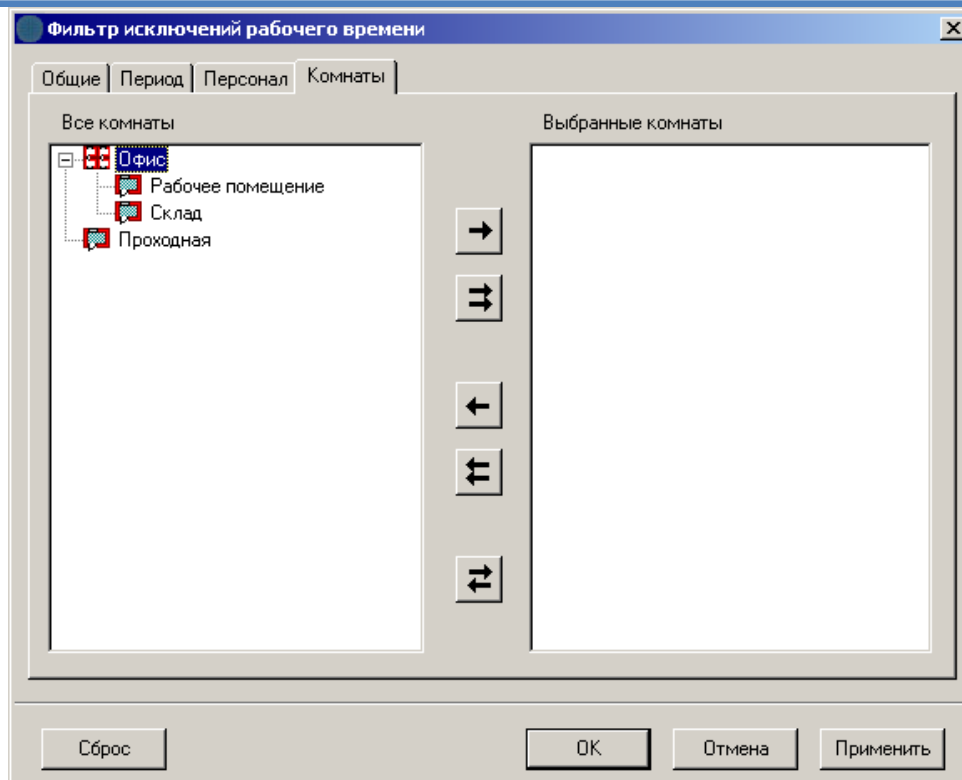 Фильтр исключений рабочего времени
Общие Период Персонал Комнаты
Все комнаты Выбранные комнаты
Офис
Рабочее помещение
Склад
Проходная
Сброс ОК Отмена Применить